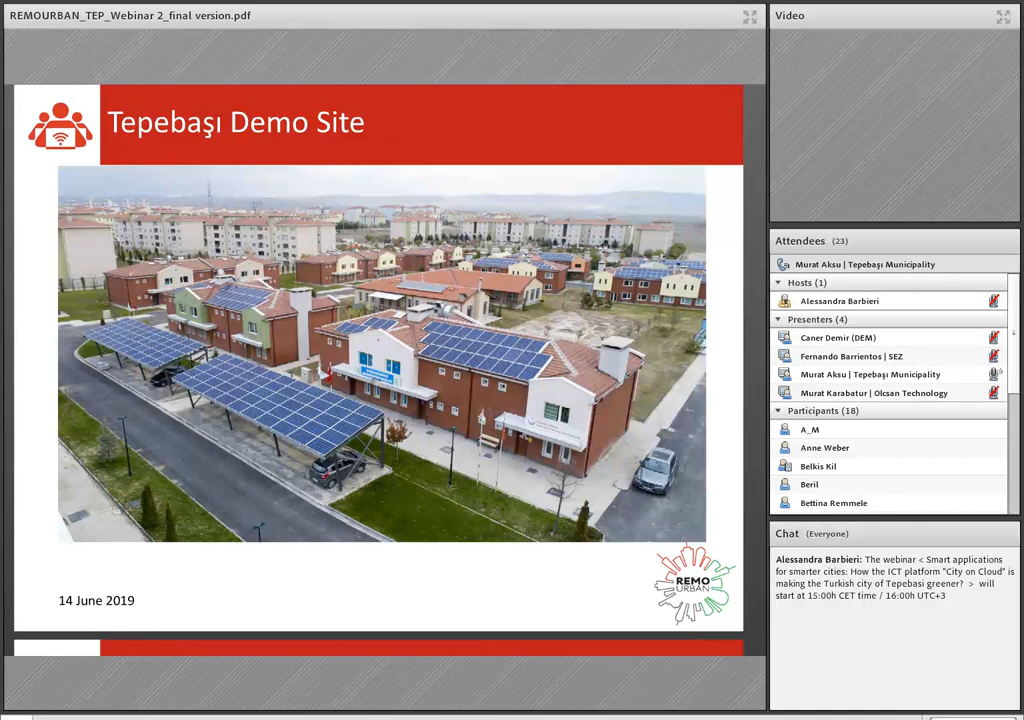 REMOURBAN_TEP_Webinar 2_final version.pdf
Tepebaşı Demo Site
14 June 2019
REMO
URBAN
Video
Attendees (23)
Murat Aksu | Tepebaşı Municipality
Hosts (1)
Alessandra Barbieri
Presenters (4)
Caner Demir (DEM)
Fernando Barrientos | SEZ
Murat Aksu | Tepebaşı Municipality
Murat Karabatur | Olcsan Technology
Participants (18)
A_M
Anne Weber
Belkis Kil
Beril
Bettina Remmele
Chat (Everyone)
Alessandra Barbieri: The webinar < Smart applications
for smarter cities: How the ICT platform "City on Cloud" is
making the Turkish city of Tepebasi greener? > will
start at 15:00h CET time / 16:00h UTC+3